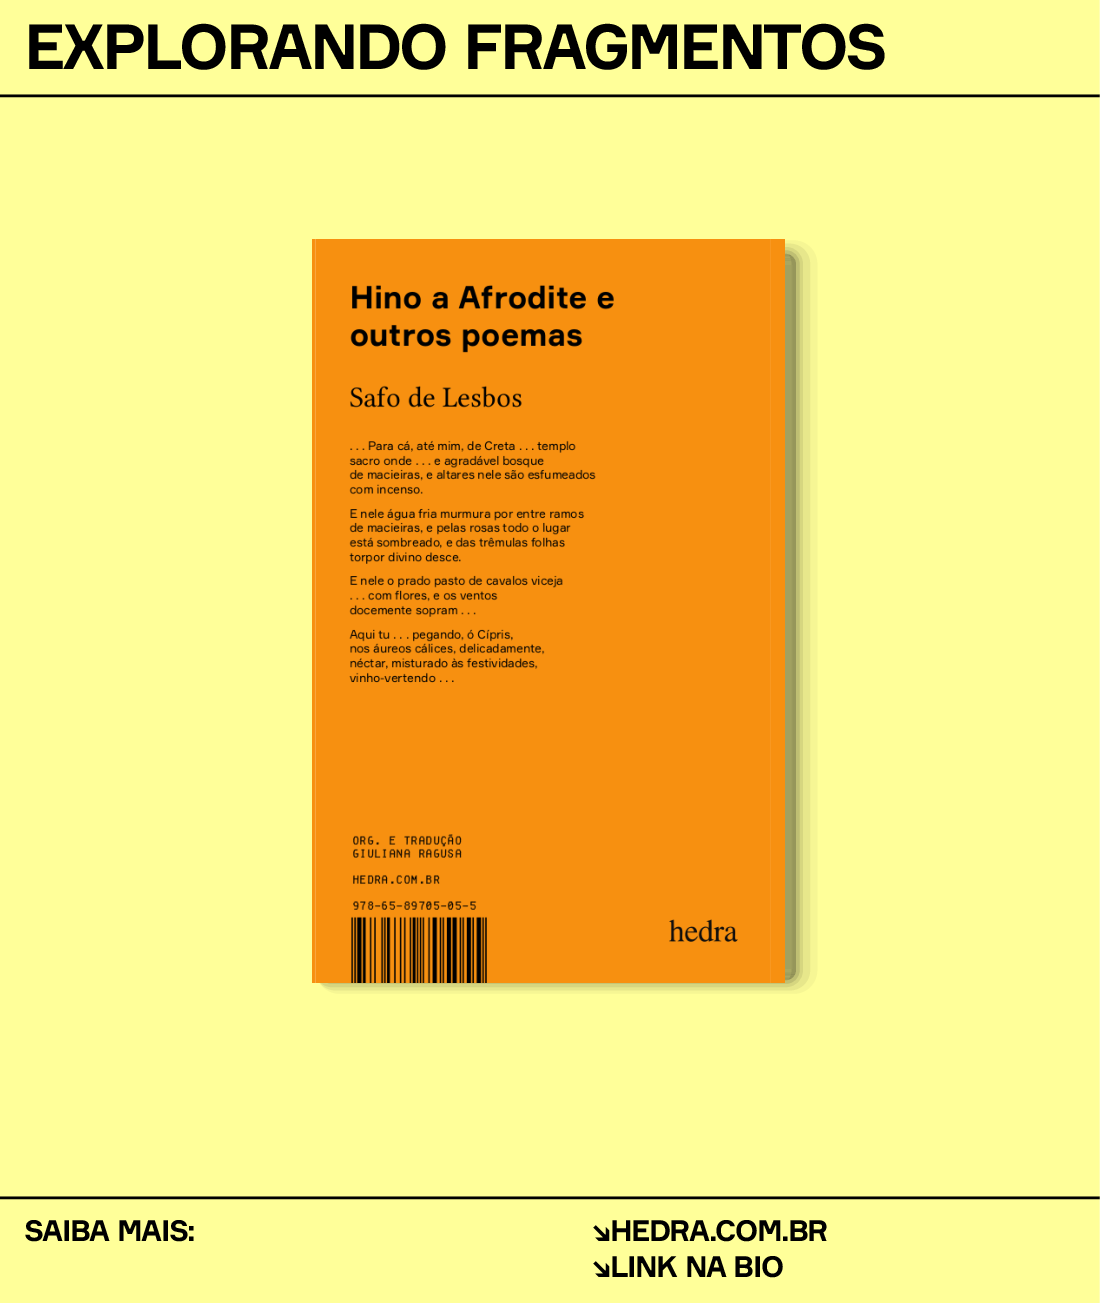 EXPLORANDO FRAGMENTOS
Hino a Afrodite e
outros poemas
Safo de Lesbos
. . . Para cá, até mim, de Creta . . . templo
sacro onde . . . e agradável bosque
de macieiras, e altares nele são esfumeados
com incenso.
E nele água fria murmura por entre ramos
de macieiras, e pelas rosas todo o lugar
está sombreado, e das trêmulas folhas
torpor divino desce.
E nele o prado pasto de cavalos viceja
. . . com flores, e os ventos
docemente sopram . . .
Aqui tu . . . pegando, ó Cípris,
nos áureos cálices, delicadamente,
néctar, misturado às festividades,
vinho-vertendo . . .
ORG. E TRADUÇÃO
GIULIANA RAGUSA
HEDRA.COM.BR
978-65-89705-05-5
hedra
SAIBA MAIS:
↘HEDRA.COM.BR
↘LINK NA BIO